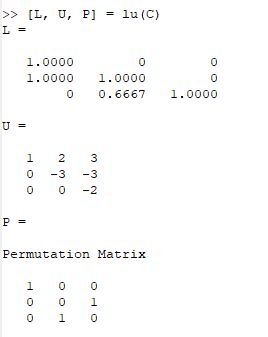 >> [L, U, P] = lu(C)
L =
1.0000 0 0
1.0000 1.0000 0
0 0.6667 1.0000
U =
1 2 3
0 -3 -3
0 0 -2
P =
Permutation Matrix
1 0 0
0 0 1
0 1 0